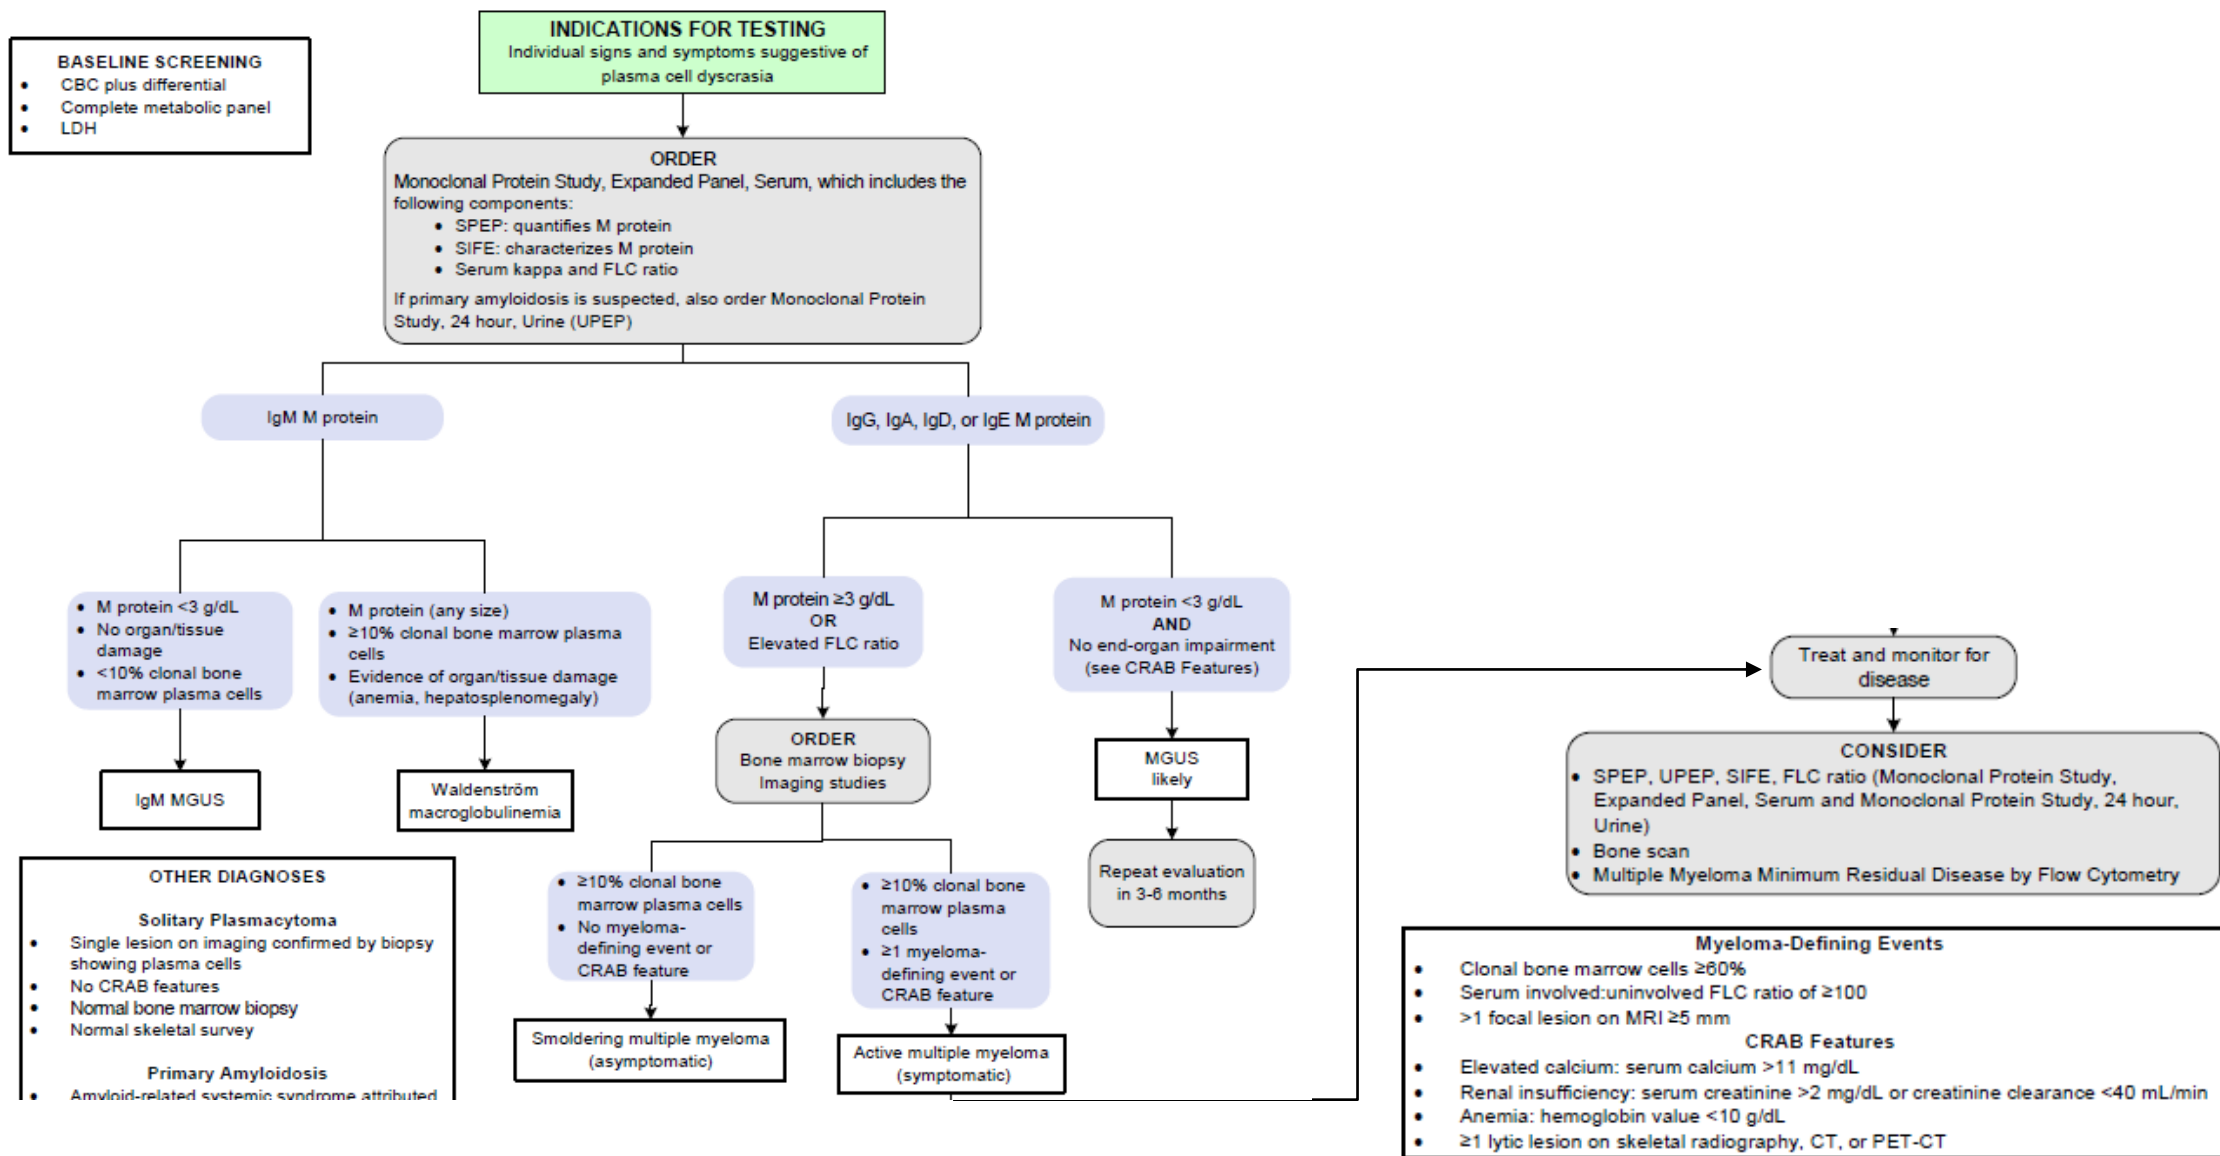 BASELINE SCREENING
• CBC plus differential
• Complete metabolic panel
• LDH
INDICATIONS FOR TESTING
Individual signs and symptoms suggestive of
plasma cell dyscrasia
ORDER
Monoclonal Protein Study, Expanded Panel, Serum, which includes the
following components:
• SPEP: quantifies M protein
• SIFE: characterizes M protein
• Serum kappa and FLC ratio
If primary amyloidosis is suspected, also order Monoclonal Protein
Study, 24 hour, Urine (UPEP)
IgM M protein
IgG, IgA, IgD, or IgE M protein
• M protein <3 g/dL
• No organ/tissue
damage
• <10% clonal bone
marrow plasma cells
• M protein (any size)
• ≥10% clonal bone marrow plasma
cells
• Evidence of organ/tissue damage
(anemia, hepatosplenomegaly)
M protein ≥3 g/dL
OR
Elevated FLC ratio
M protein <3 g/dL
AND
No end-organ impairment
(see CRAB Features)
IgM MGUS
Waldenström
macroglobulinemia
ORDER
Bone marrow biopsy
Imaging studies
MGUS
likely
Repeat evaluation
in 3-6 months
• ≥10% clonal bone
marrow plasma cells
• No myeloma-
defining event or
CRAB feature
• ≥10% clonal bone
marrow plasma
cells
• ≥1 myeloma-
defining event or
CRAB feature
Smoldering multiple myeloma
(asymptomatic)
Active multiple myeloma
(symptomatic)
OTHER DIAGNOSES
Solitary Plasmacytoma
• Single lesion on imaging confirmed by biopsy
showing plasma cells
• No CRAB features
• Normal bone marrow biopsy
• Normal skeletal survey
Primary Amyloidosis
• Amyloid-related systemic syndrome attributed
Treat and monitor for
disease
CONSIDER
• SPEP, UPEP, SIFE, FLC ratio (Monoclonal Protein Study,
Expanded Panel, Serum and Monoclonal Protein Study, 24 hour,
Urine)
• Bone scan
• Multiple Myeloma Minimum Residual Disease by Flow Cytometry
Myeloma-Defining Events
• Clonal bone marrow cells ≥60%
• Serum involved:uninvolved FLC ratio of ≥100
• >1 focal lesion on MRI ≥5 mm
CRAB Features
• Elevated calcium: serum calcium >11 mg/dL
• Renal insufficiency: serum creatinine >2 mg/dL or creatinine clearance <40 mL/min
• Anemia: hemoglobin value <10 g/dL
• ≥1 lytic lesion on skeletal radiography, CT, or PET-CT